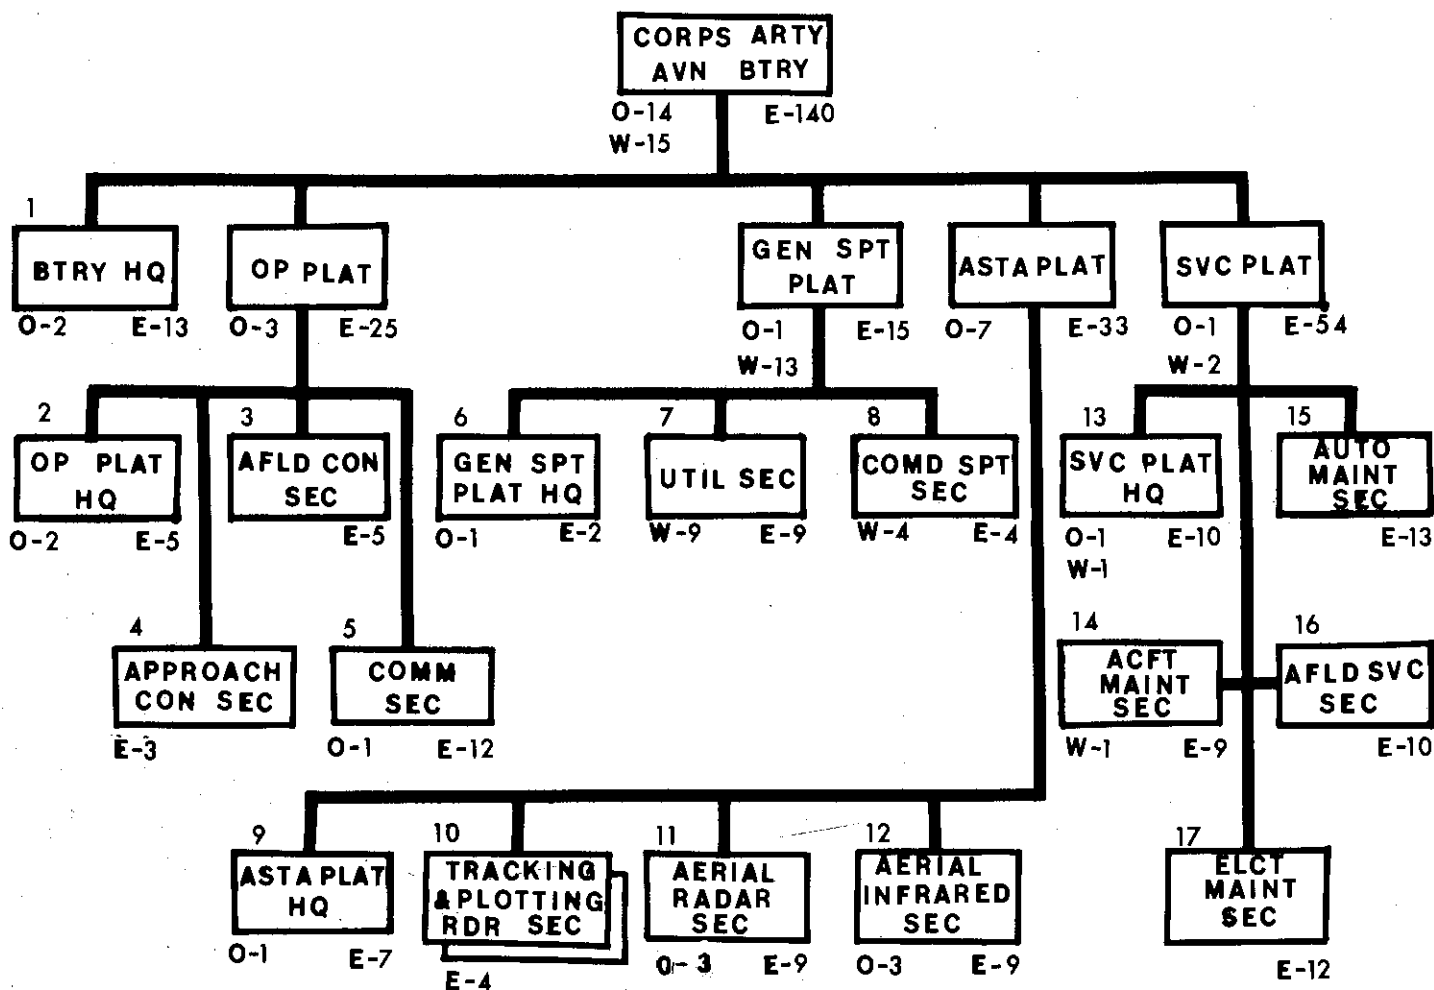 CORPS ARTY
AVN BTRY
O-14 E-140
W-15
1
BTRY HQ
O-2 E-13
OP PLAT
O-3 E-25
GEN SPT
PLAT
O-1 E-15
W-13
ASTA PLAT
O-7 E-33
SVC PLAT
O-1 E-54
W-2
2
OP PLAT
HQ
O-2 E-5
3
AFLD CON
SEC
E-5
6
GEN SPT
PLAT HQ
O-1 E-2
7
UTIL SEC
W-9 E-9
8
COMD SPT
SEC
W-4 E-4
13
SVC PLAT
HQ
O-1 E-10
W-1
15
AUTO
MAINT
SEC
E-13
4
APPROACH
CON SEC
E-3
5
COMM
SEC
O-1 E-12
14
ACFT
MAINT
SEC
W-1 E-9
16
AFLD SVC
SEC
E-10
9
ASTA PLAT
HQ
O-1 E-7
10
TRACKING
& PLOTTING
RDR SEC
E-4
11
AERIAL
RADAR
SEC
O-3 E-9
12
AERIAL
INFRARED
SEC
O-3 E-9
17
ELCT
MAINT
SEC
E-12